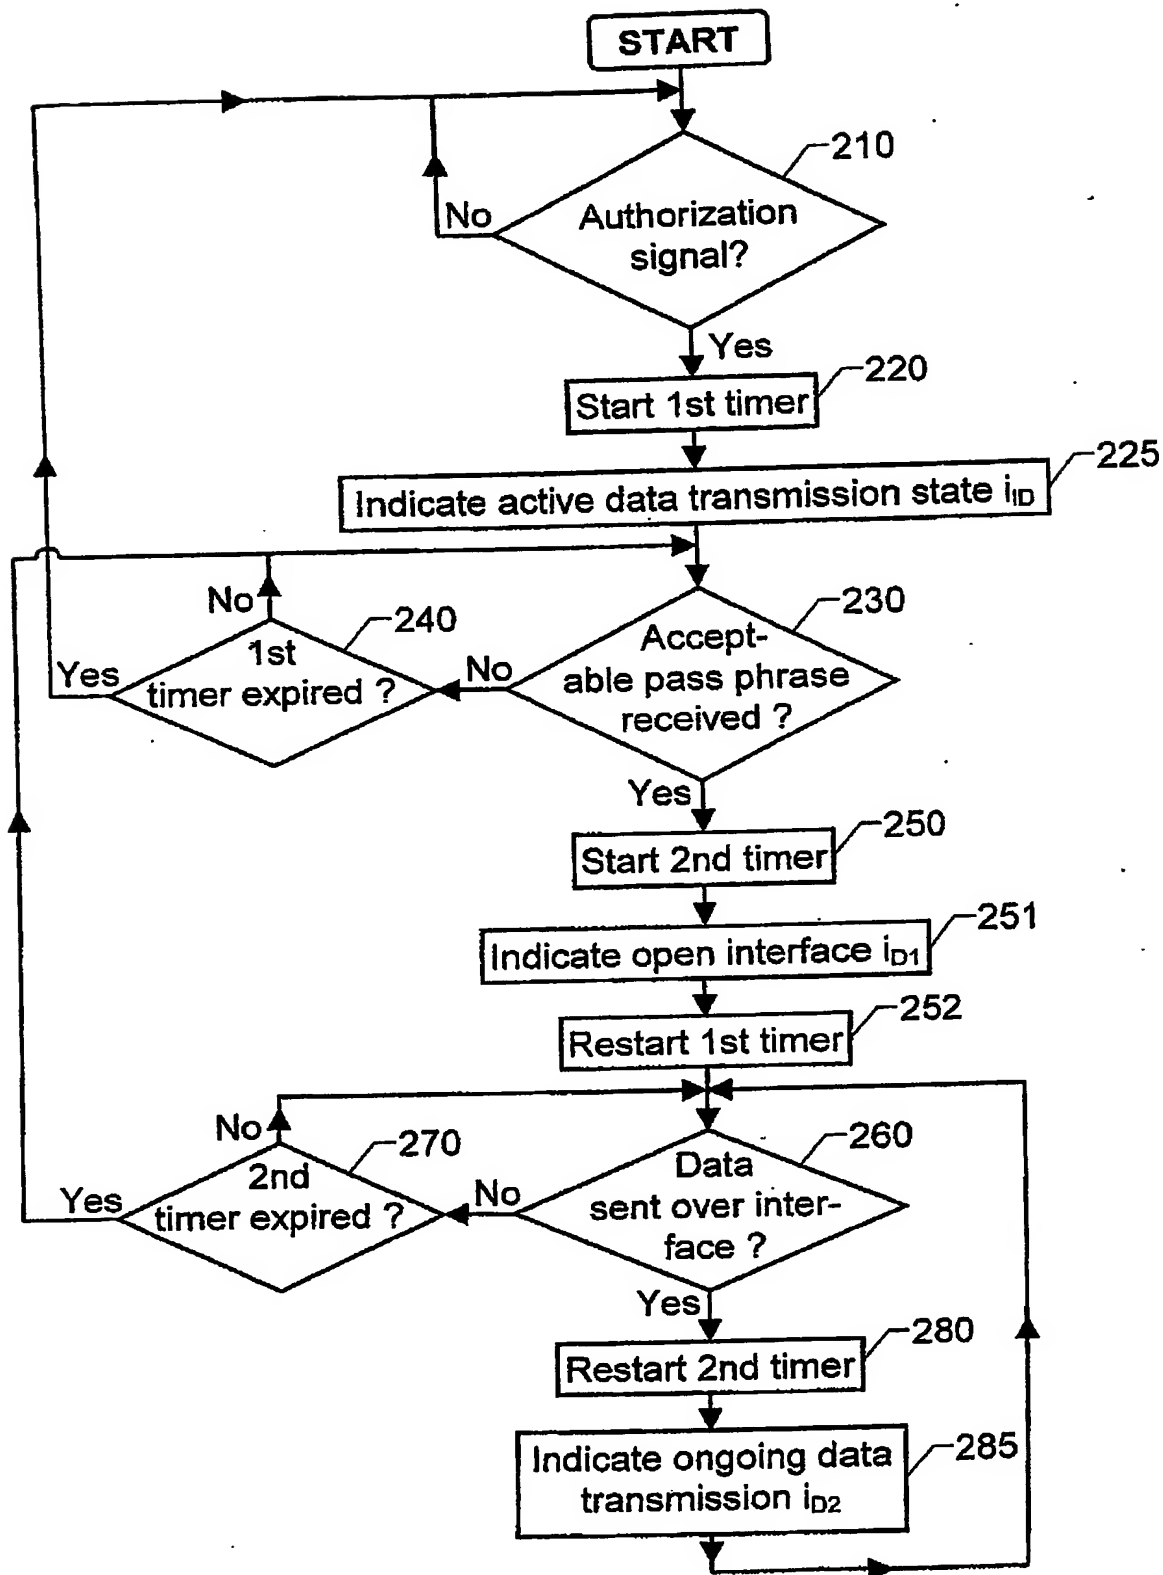 START
210
No
Authorization
signal?
Yes
220
Start 1st timer
225
Indicate active data transmission state iID
No
240
230
Yes
1st
timer expired ?
No
Accept-
able pass phrase
received ?
Yes
250
Start 2nd timer
251
Indicate open interface iD1
252
Restart 1st timer
No
270
260
Yes
2nd
timer expired ?
No
Data
sent over inter-
face ?
Yes
280
Restart 2nd timer
285
Indicate ongoing data
transmission iD2